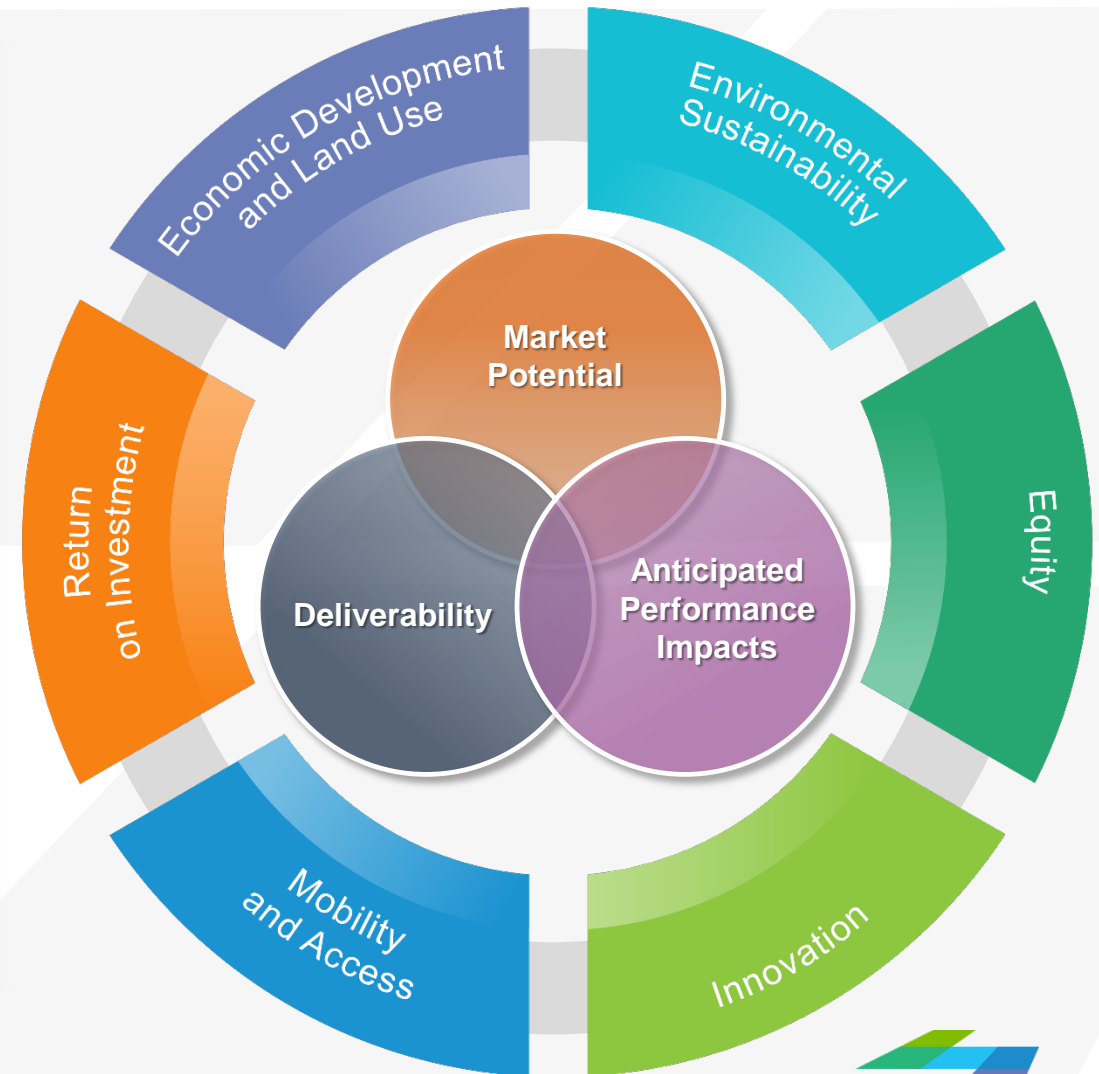 Economic Development
and Land Use
Environmental
Sustainability
Market
Potential
Return
on Investment
Equity
Deliverability
Anticipated
Performance
Impacts
Mobility
and Access
Innovation